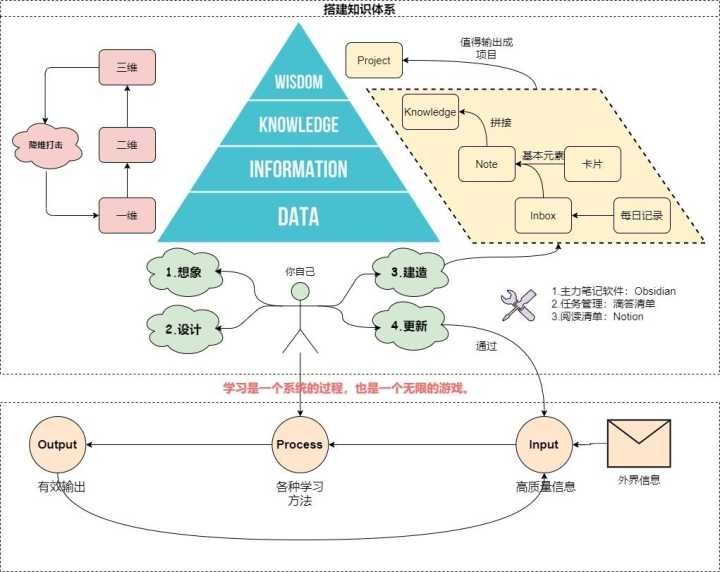 搭建知识体系
三维
二维
一维
降维打击
WISDOM
KNOWLEDGE
INFORMATION
DATA
Project
值得输出成
项目
Knowledge
拼接
Note
基本元素
卡片
Inbox
每日记录
1.想象
2.设计
你自己
3.建造
4.更新
1.主力笔记软件：Obsidian
2.任务管理：滴答清单
3.阅读清单：Notion
通过
学习是一个系统的过程，也是一个无限的游戏。
Output
有效输出
Process
各种学习
方法
Input
高质量信息
外界信息